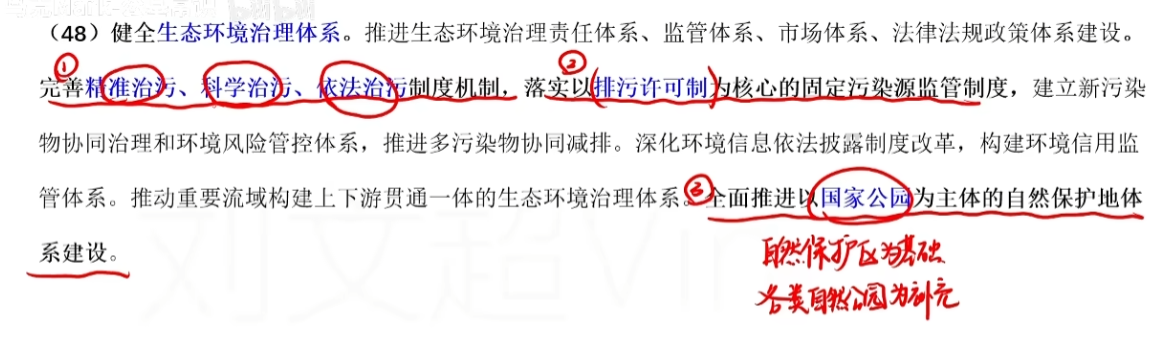 （48）健全生态环境治理体系。推进生态环境治理责任体系、监管体系、市场体系、法律法规政策体系建设。
① ②
完善精准治污、科学治污、依法治污制度机制，落实以排污许可制为核心的固定污染源监管制度，建立新污染
物协同治理和环境风险管控体系，推进多污染物协同减排。深化环境信息依法披露制度改革，构建环境信用监
管体系。推动重要流域构建上下游贯通一体的生态环境治理体系。③全面推进以国家公园为主体的自然保护地体
系建设。
自然保护区为基础
各类自然公园为补充
刘文超Vin